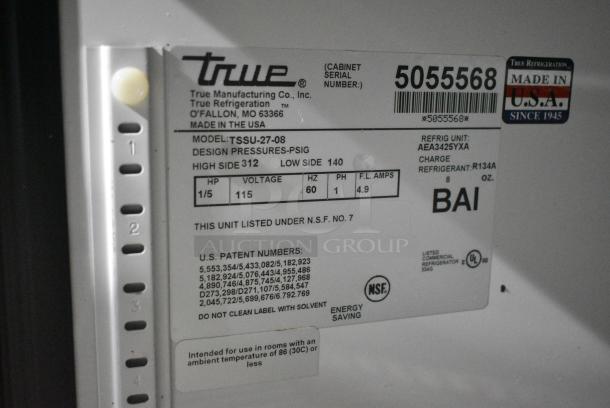 true®
True Manufacturing Co., Inc.
True Refrigeration ™
O'FALLON, MO 63366
MADE IN THE USA
(CABINET
SERIAL
NUMBER:)
5055568
*5055568*
TRUE REFRIGERATION
MADE IN
U.S.A.
SINCE 1945
MODEL: TSSU-27-08
DESIGN PRESSURES-PSIG
HIGH SIDE 312 LOW SIDE 140
REFRIG UNIT:
AEA3425YXA
CHARGE
REFRIGERANT: R134A
8 OZ.
HP VOLTAGE HZ PH F.L. AMPS
1/5 115 60 1 4.9
BAI
THIS UNIT LISTED UNDER N.S.F. NO. 7
PCI
AUCTION GROUP
U.S. PATENT NUMBERS:
5,553,354/5,433,082/5,182,923
5,182,924/5,076,443/4,955,486
4,890,746/4,875,745/4,127,968
D273,298/D271,107/5,584,547
2,045,722/5,699,676/6,792,769
DO NOT CLEAN LABEL WITH SOLVENT
LISTED
COMMERCIAL
REFRIGERATOR
UL
NSF
ENERGY
SAVING
Intended for use in rooms with an
ambient temperature of 86 (30C) or
less
1
2
3
4